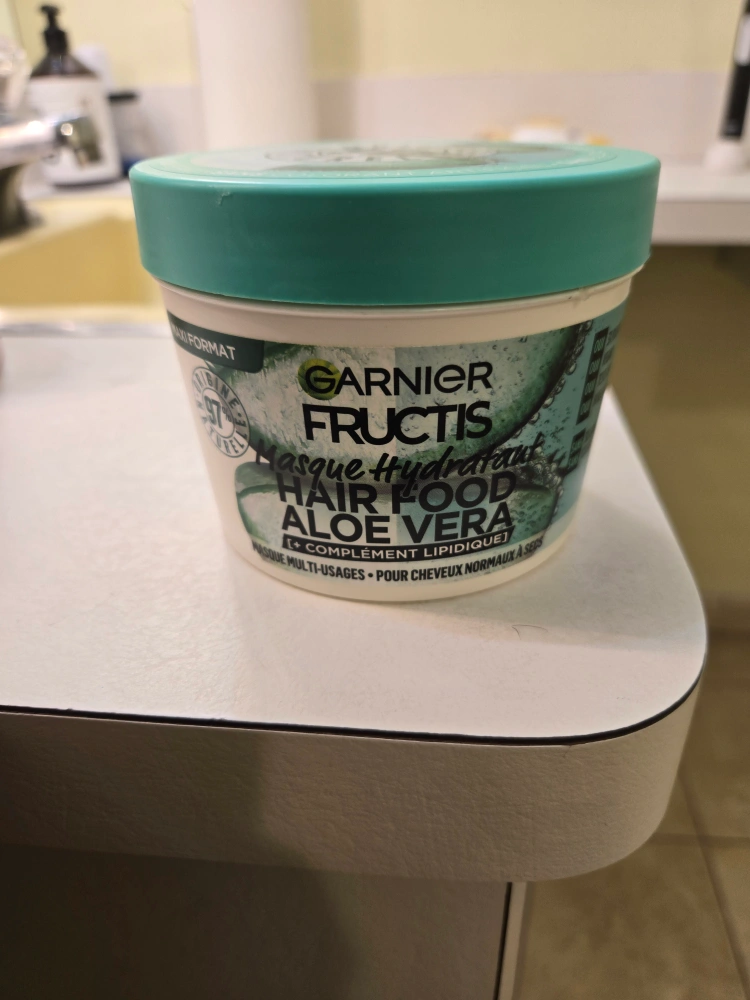 MAXI FORMAT
97%
GARNIER
FRUCTIS
Masque Hydratant
HAIR FOOD
ALOE VERA
[+ COMPLÉMENT LIPIDIQUE]
MASQUE MULTI-USAGES • POUR CHEVEUX NORMAUX À SECS